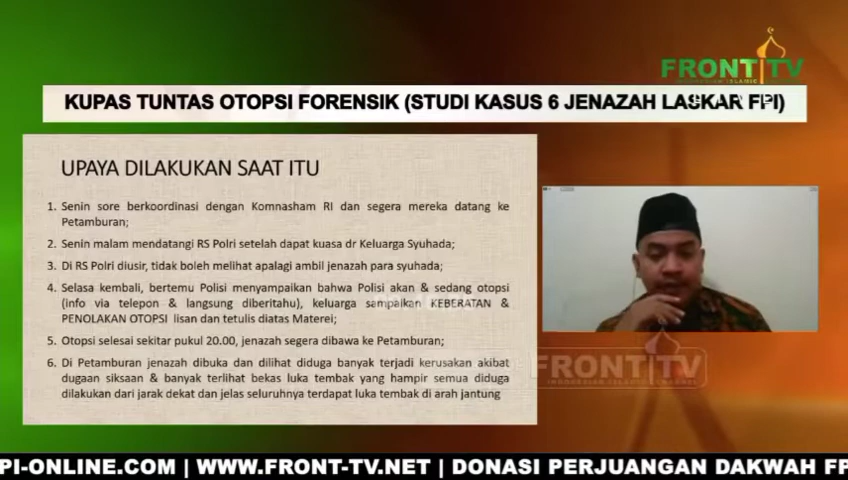 FRONT TV
INDONESIAN ISLAMIC
KUPAS TUNTAS OTOPSI FORENSIK (STUDI KASUS 6 JENAZAH LASKAR FPI)
UPAYA DILAKUKAN SAAT ITU
1. Senin sore berkoordinasi dengan Komnasham RI dan segera mereka datang ke
Petamburan;
2. Senin malam mendatangi RS Polri setelah dapat kuasa dr Keluarga Syuhada;
3. Di RS Polri diusir, tidak boleh melihat apalagi ambil jenazah para syuhada;
4. Selasa kembali, bertemu Polisi menyampaikan bahwa Polisi akan & sedang otopsi
(info via telepon & langsung diberitahu), keluarga sampaikan KEBERATAN &
PENOLAKAN OTOPSI lisan dan tetulis diatas Materei;
5. Otopsi selesai sekitar pukul 20.00, jenazah segera dibawa ke Petamburan;
6. Di Petamburan jenazah dibuka dan dilihat diduga banyak terjadi kerusakan akibat
dugaan siksaan & banyak terlihat bekas luka tembak yang hampir semua diduga
dilakukan dari jarak dekat dan jelas seluruhnya terdapat luka tembak di arah jantung
FRONT TV
INDONESIAN ISLAMIC CHANNEL
PI-ONLINE.COM | WWW.FRONT-TV.NET | DONASI PERJUANGAN DAKWAH FP